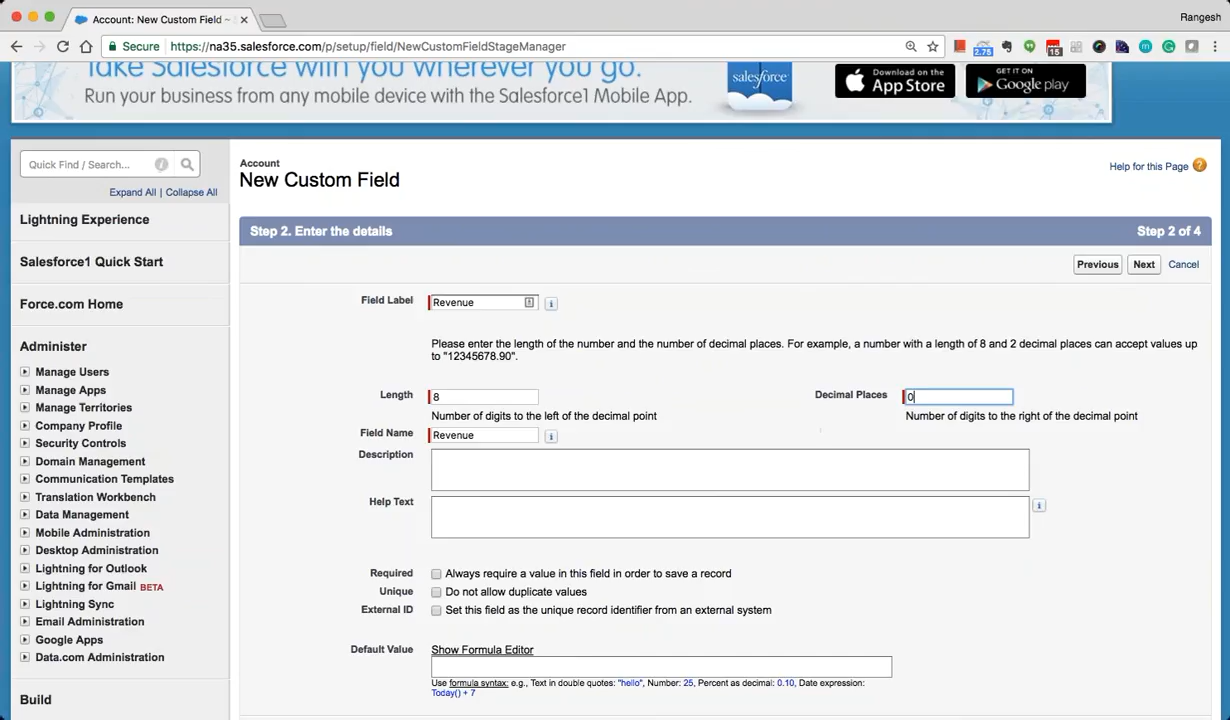 Account: New Custom Field ~
Rangesh
Secure https://na35.salesforce.com/p/setup/field/NewCustomFieldStageManager
2.75
15
Take Salesforce with you wherever you go.
Run your business from any mobile device with the Salesforce1 Mobile App.
salesforce
Download on the
App Store
GET IT ON
Google play
Quick Find / Search...
Expand All | Collapse All
Lightning Experience
Salesforce1 Quick Start
Force.com Home
Administer
Manage Users
Manage Apps
Manage Territories
Company Profile
Security Controls
Domain Management
Communication Templates
Translation Workbench
Data Management
Mobile Administration
Desktop Administration
Lightning for Outlook
Lightning for Gmail BETA
Lightning Sync
Email Administration
Google Apps
Data.com Administration
Build
Account
New Custom Field
Help for this Page
Step 2. Enter the details
Step 2 of 4
Previous Next Cancel
Field Label Revenue
Please enter the length of the number and the number of decimal places. For example, a number with a length of 8 and 2 decimal places can accept values up
to "12345678.90".
Length 8
Decimal Places 0
Number of digits to the left of the decimal point
Number of digits to the right of the decimal point
Field Name Revenue
Description
Help Text
Required Always require a value in this field in order to save a record
Unique Do not allow duplicate values
External ID Set this field as the unique record identifier from an external system
Default Value Show Formula Editor
Use formula syntax: e.g., Text in double quotes: "hello", Number: 25, Percent as decimal: 0.10, Date expression:
Today() + 7